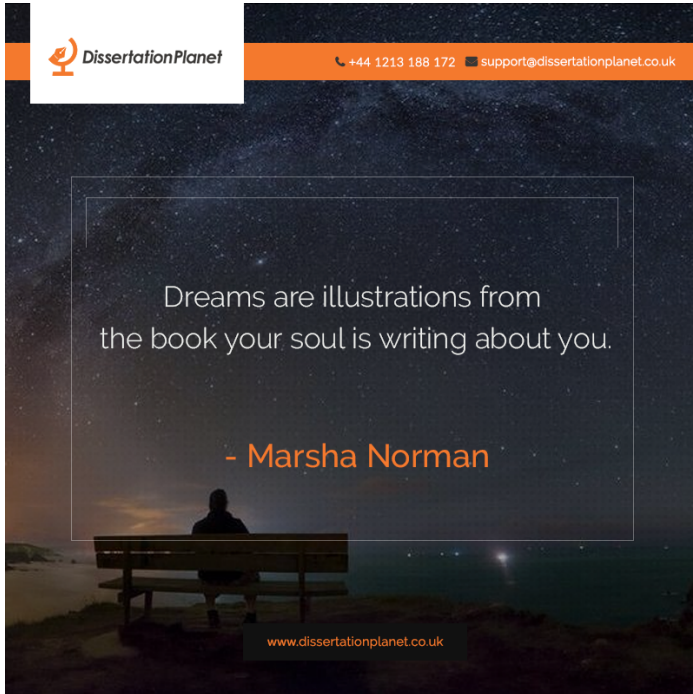 DissertationPlanet
+44 1213 188 172 support@dissertationplanet.co.uk
Dreams are illustrations from
the book your soul is writing about you.
- Marsha Norman
www.dissertationplanet.co.uk